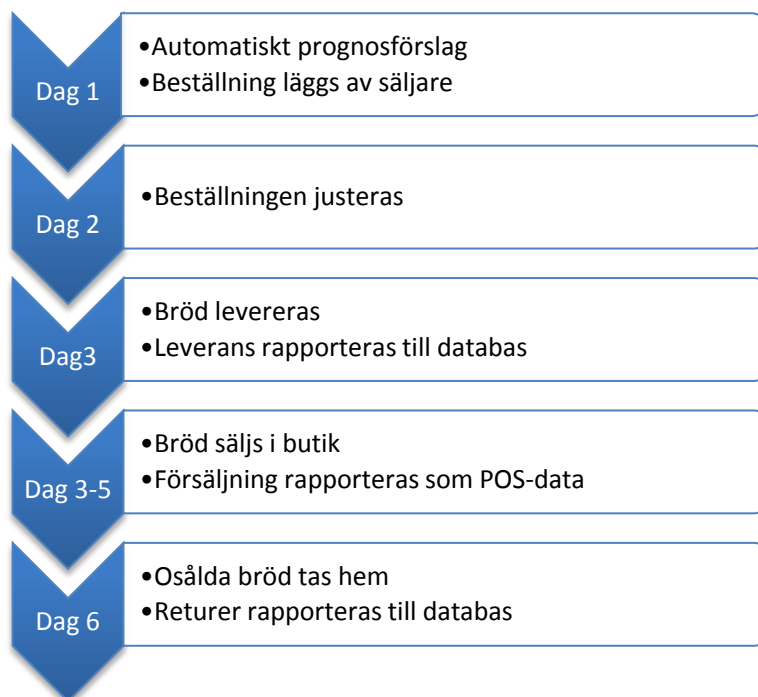 Dag 1
•Automatiskt prognosförslag
•Beställning läggs av säljare
Dag 2
•Beställningen justeras
Dag3
•Bröd levereras
•Leverans rapporteras till databas
Dag 3-5
•Bröd säljs i butik
•Försäljning rapporteras som POS-data
Dag 6
•Osålda bröd tas hem
•Returer rapporteras till databas